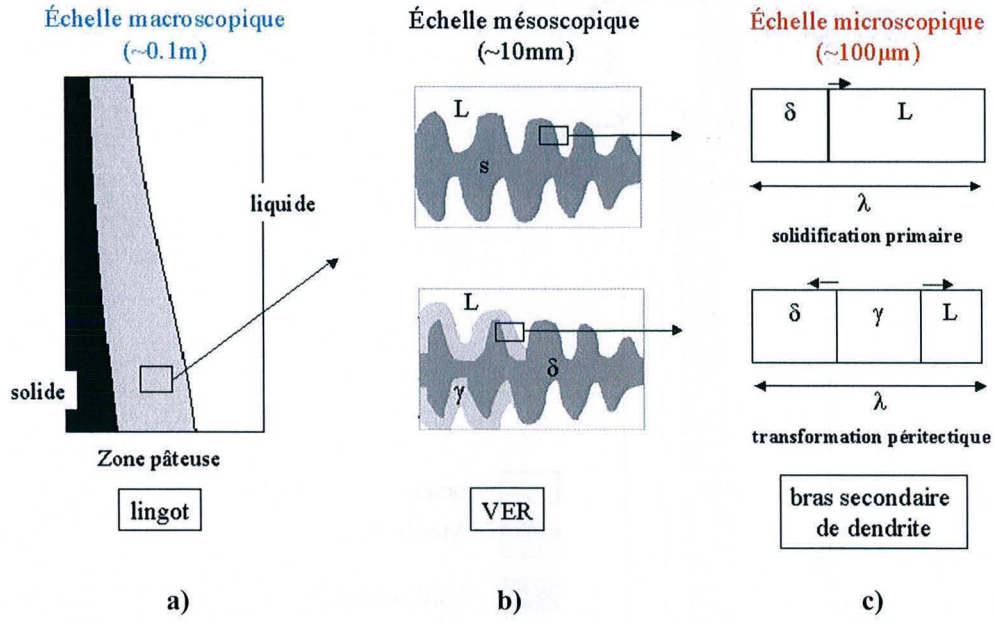 Échelle macroscopique
(~0.1m)
liquide
solide
Zone pâteuse
lingot
a)
Échelle mésoscopique
(~10mm)
L
s
L
δ
γ
VER
b)
Échelle microscopique
(~100µm)
δ L
λ
solidification primaire
δ γ L
λ
transformation péritectique
bras secondaire
de dendrite
c)